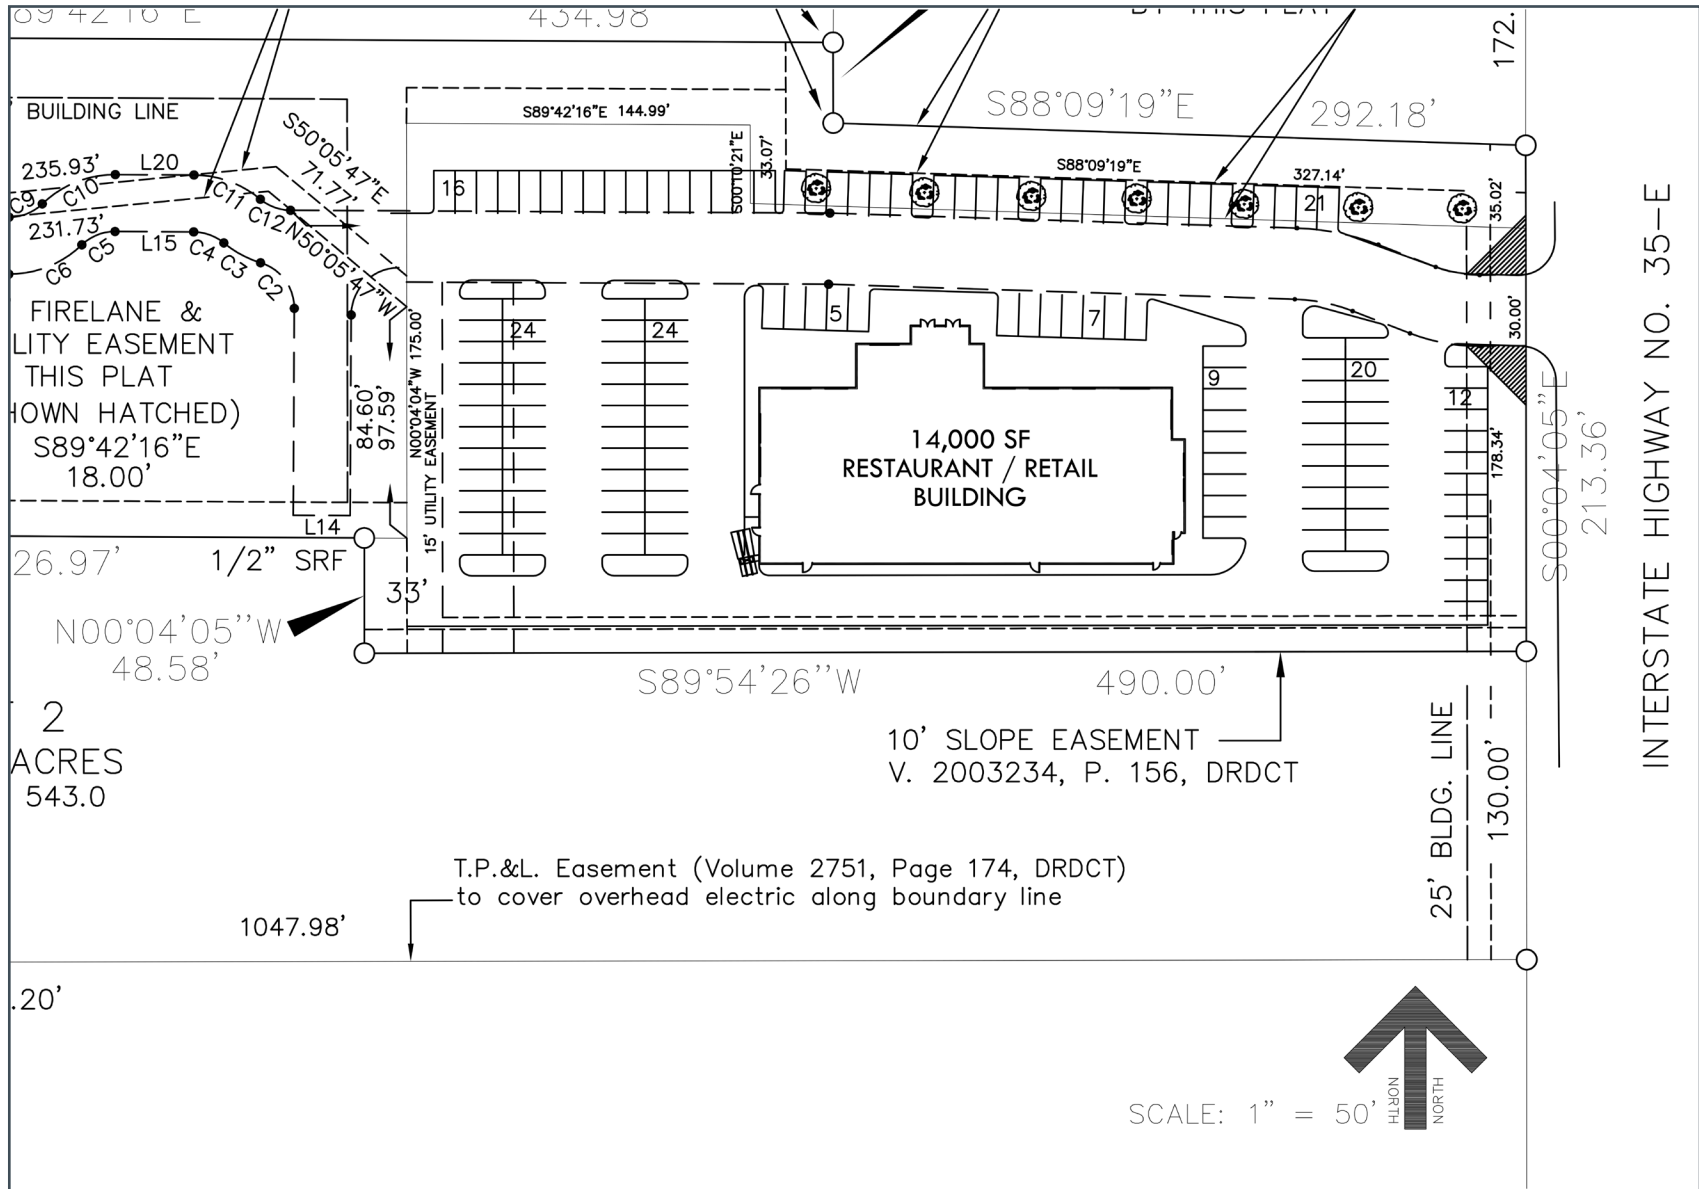 434.98
172.
BUILDING LINE
S89°42'16"E 144.99'
S88°09'19"E 292.18'
S50°05'47"E
71.77'
S00°10'21"E
33.07'
S88°09'19"E
327.14'
235.93'
L20
C9
C10
C11
C12
16
21
35.02'
231.73'
L15
C6
C5
C4
C3
C2
N50°05'47"W
FIRELANE &
LITY EASEMENT
THIS PLAT
HOWN HATCHED)
S89°42'16"E
18.00'
84.60'
97.59'
N00°04'04"W 175.00'
15' UTILITY EASEMENT
24
24
5
7
9
20
12
30.00'
178.34'
14,000 SF
RESTAURANT / RETAIL
BUILDING
S00°04'05"E
213.36'
INTERSTATE HIGHWAY NO. 35-E
L14
26.97'
1/2" SRF
33'
N00°04'05"W
48.58'
S89°54'26"W 490.00'
2
ACRES
543.0
10' SLOPE EASEMENT
V. 2003234, P. 156, DRDCT
25' BLDG. LINE
130.00'
T.P.&L. Easement (Volume 2751, Page 174, DRDCT)
to cover overhead electric along boundary line
1047.98'
.20'
SCALE: 1" = 50'
NORTH
NORTH